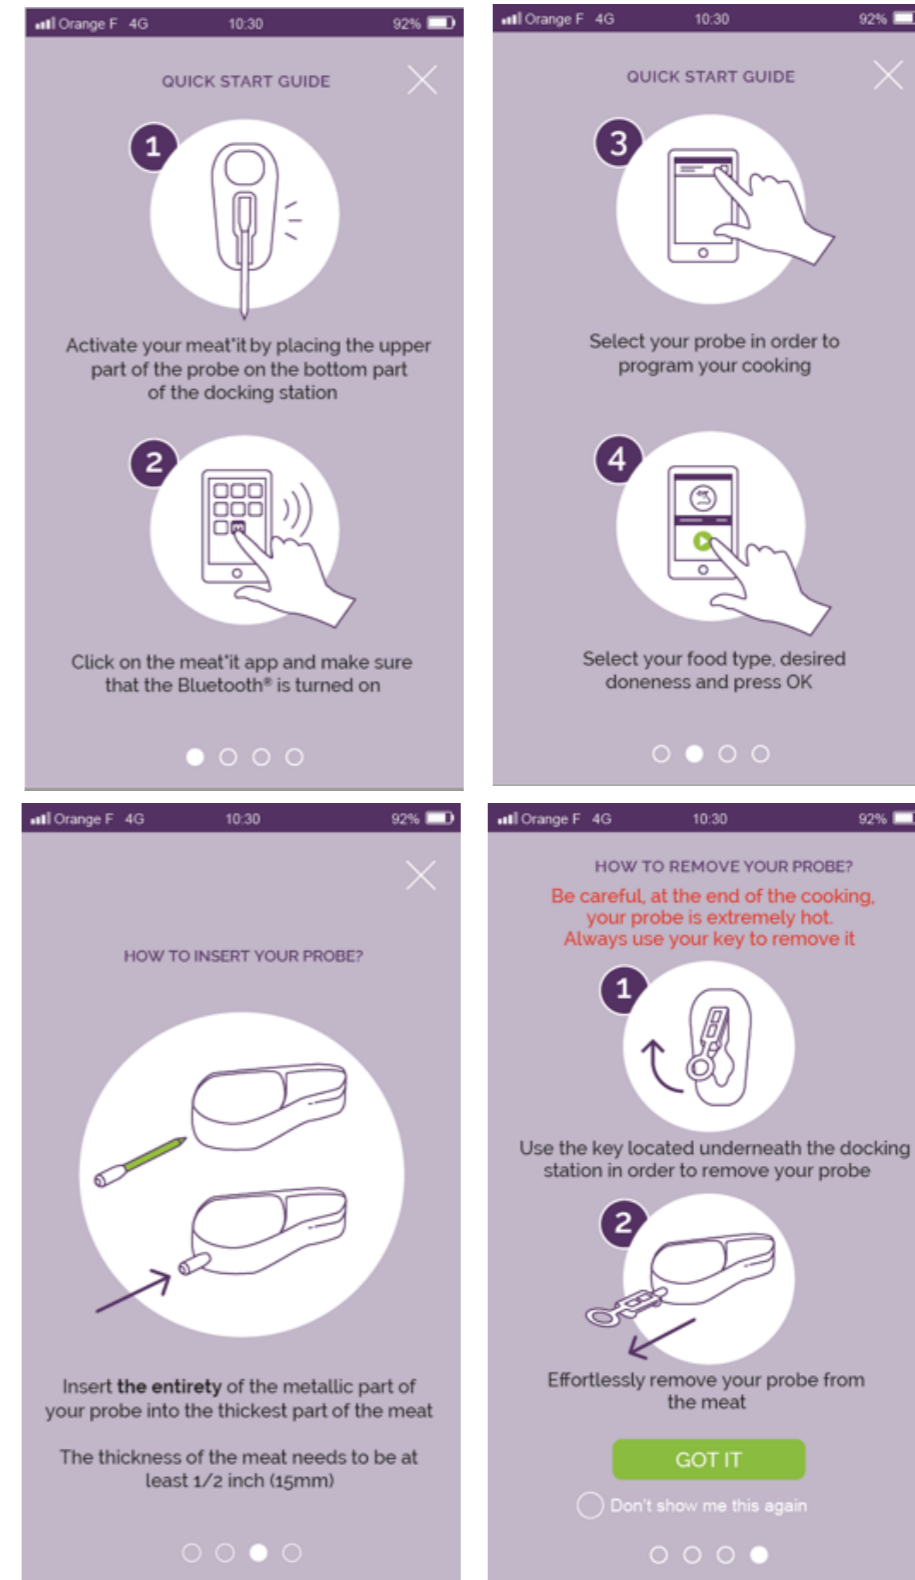 Orange F 4G 10:30 92%
QUICK START GUIDE
1
Activate your meat°it by placing the upper
part of the probe on the bottom part
of the docking station
2
Click on the meat°it app and make sure
that the Bluetooth® is turned on
Orange F 4G 10:30 92%
QUICK START GUIDE
3
Select your probe in order to
program your cooking
4
Select your food type, desired
doneness and press OK
Orange F 4G 10:30 92%
HOW TO INSERT YOUR PROBE?
Insert the entirety of the metallic part of
your probe into the thickest part of the meat
The thickness of the meat needs to be at
least 1/2 inch (15mm)
Orange F 4G 10:30 92%
HOW TO REMOVE YOUR PROBE?
Be careful, at the end of the cooking,
your probe is extremely hot.
Always use your key to remove it
1
Use the key located underneath the docking
station in order to remove your probe
2
Effortlessly remove your probe from
the meat
GOT IT
Don't show me this again